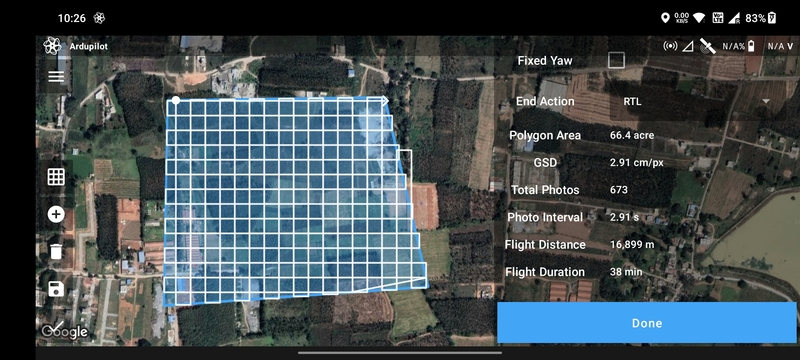 10:26
0.00
KB/S
83%
Ardupilot
N/A%
N/A V
Fixed Yaw
End Action RTL
Polygon Area 66.4 acre
GSD 2.91 cm/px
Total Photos 673
Photo Interval 2.91 s
Flight Distance 16,899 m
Flight Duration 38 min
Done
Google